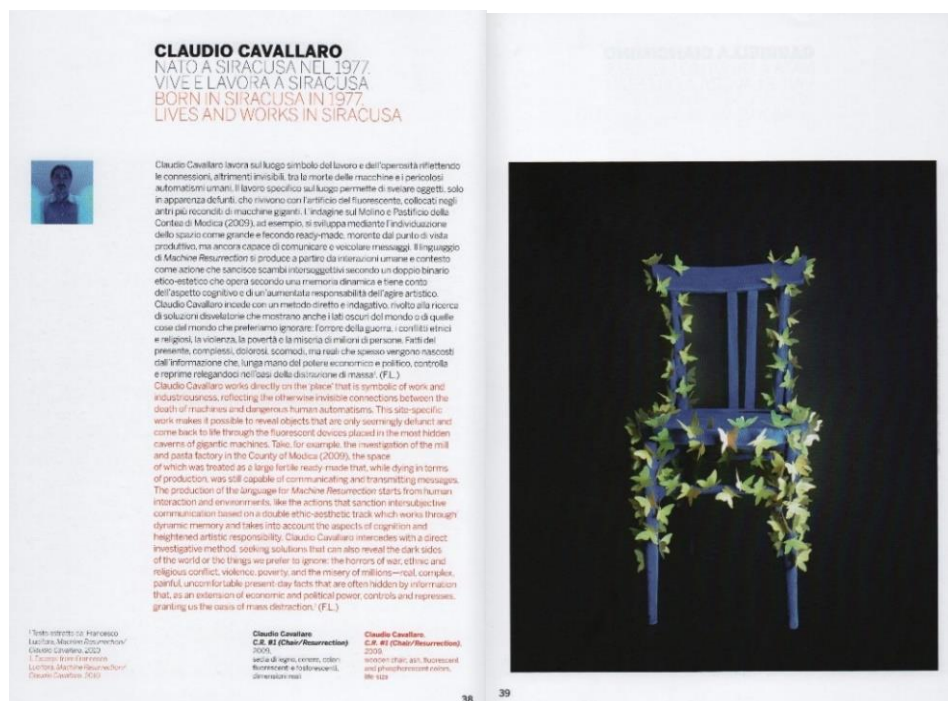 CLAUDIO CAVALLARO
NATO A SIRACUSA NEL 1977.
VIVE E LAVORA A SIRACUSA
BORN IN SIRACUSA IN 1977.
LIVES AND WORKS IN SIRACUSA
Claudio Cavallaro lavora sul luogo simbolo del lavoro e dell'operosità riflettendo
le connessioni, altrimenti invisibili, tra la morte delle macchine e i pericolosi
automatismi umani. Il lavoro specifico sul luogo permette di svelare oggetti, solo
in apparenza defunti, che rivivono con l'artificio del fluorescente, collocati negli
antri più reconditi di macchine giganti. L'indagine sul Molino e Pastificio della
Contea di Modica (2009), ad esempio, si sviluppa mediante l'individuazione
dello spazio come grande e fecondo ready-made, morente dal punto di vista
produttivo, ma ancora capace di comunicare e veicolare messaggi. Il linguaggio
di Machine Resurrection si produce a partire da interazioni umane e contesto
come azione che sancisce scambi intersoggettivi secondo un doppio binario
etico-estetico che opera secondo una memoria dinamica e tiene conto
dell'aspetto cognitivo e di un'aumentata responsabilità dell'agire artistico.
Claudio Cavallaro incede con un metodo diretto e indagativo, rivolto alla ricerca
di soluzioni disvelatorie che mostrano anche i lati oscuri del mondo o di quelle
cose del mondo che preferiamo ignorare: l'orrore della guerra, i conflitti etnici
e religiosi, la violenza, la povertà e la miseria di milioni di persone. Fatti del
presente, complessi, dolorosi, scomodi, ma reali che spesso vengono nascosti
dall'informazione che, lunga mano del potere economico e politico, controlla
e reprime relegandoci nell'oasi della distrazione di massa¹. (F.L.)
Claudio Cavallaro works directly on the 'place' that is symbolic of work and
industriousness, reflecting the otherwise invisible connections between the
death of machines and dangerous human automatisms. This site-specific
work makes it possible to reveal objects that are only seemingly defunct and
come back to life through the fluorescent devices placed in the most hidden
caverns of gigantic machines. Take, for example, the investigation of the mill
and pasta factory in the County of Modica (2009), the space
of which was treated as a large fertile ready-made that, while dying in terms
of production, was still capable of communicating and transmitting messages.
The production of the language for Machine Resurrection starts from human
interaction and environments, like the actions that sanction intersubjective
communication based on a double ethic-aesthetic track which works through
dynamic memory and takes into account the aspects of cognition and
heightened artistic responsibility. Claudio Cavallaro intercedes with a direct
investigative method, seeking solutions that can also reveal the dark sides
of the world or the things we prefer to ignore: the horrors of war, ethnic and
religious conflict, violence, poverty, and the misery of millions—real, complex,
painful, uncomfortable present-day facts that are often hidden by information
that, as an extension of economic and political power, controls and represses,
granting us the oasis of mass distraction.¹ (F.L.)
¹ Testo estratto da: Francesco
Lucifora, Machine Resurrection/
Claudio Cavallaro, 2009
1. Excerpt from Francesco
Lucifora, Machine Resurrection/
Claudio Cavallaro, 2009
Claudio Cavallaro
C.R. #1 (Chair/Resurrection)
2009,
sedia di legno, cenere, colori
fluorescenti e fosforescenti,
dimensioni reali
Claudio Cavallaro,
C.R. #1 (Chair/Resurrection),
2009,
wooden chair, ash, fluorescent
and phosphorescent colors,
life-size
38
39